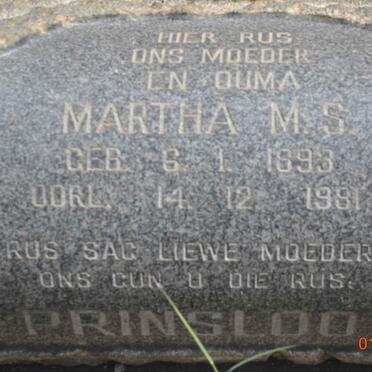 HIER RUS
ONS MOEDER
EN OUMA
MARTHA M. S.
GEB. 6. 1. 1893
OORL. 14. 12. 1981
RUS SAG LIEWE MOEDER
ONS GUN U DIE RUS.
PRINSLOO